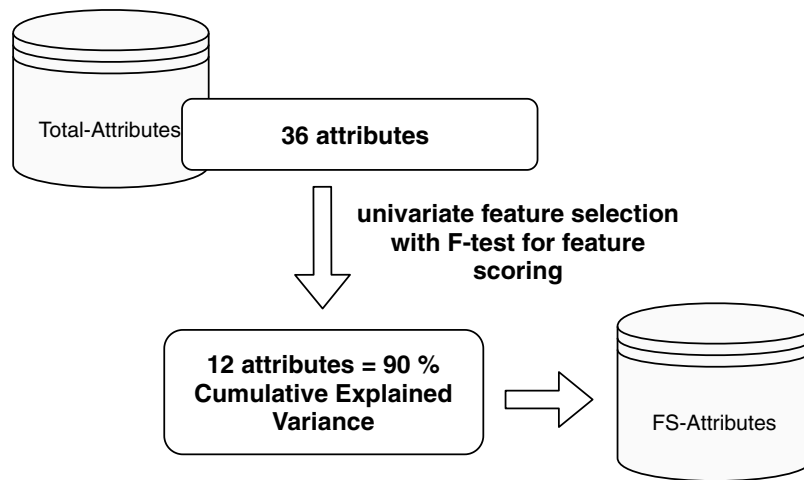 Total-Attributes
36 attributes
univariate feature selection
with F-test for feature
scoring
12 attributes = 90 %
Cumulative Explained
Variance
FS-Attributes